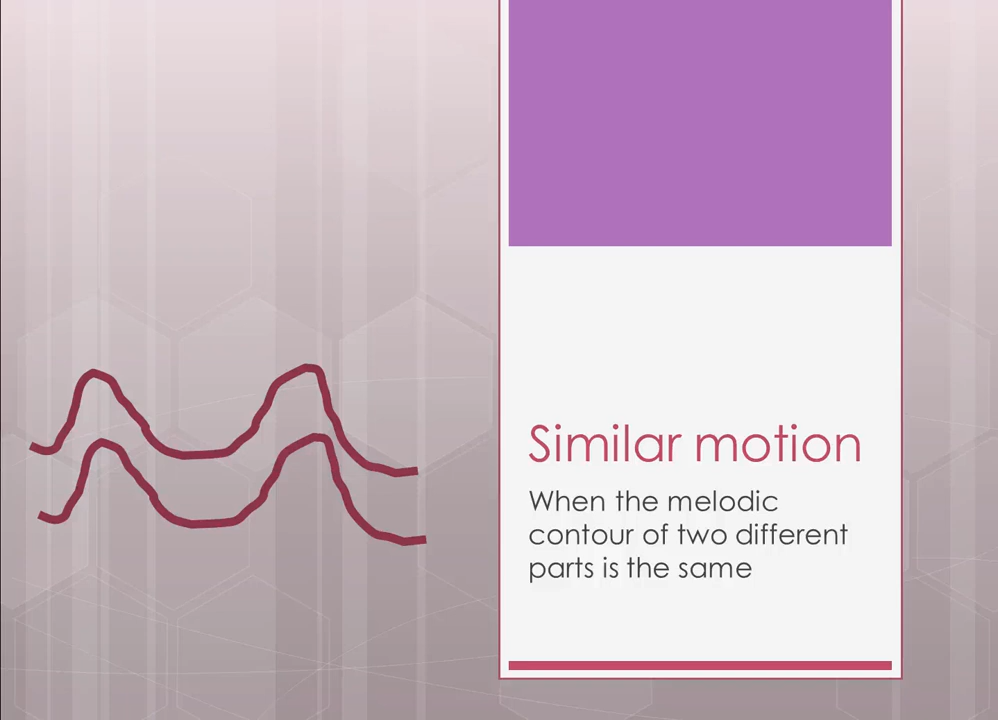 Similar motion
When the melodic
contour of two different
parts is the same